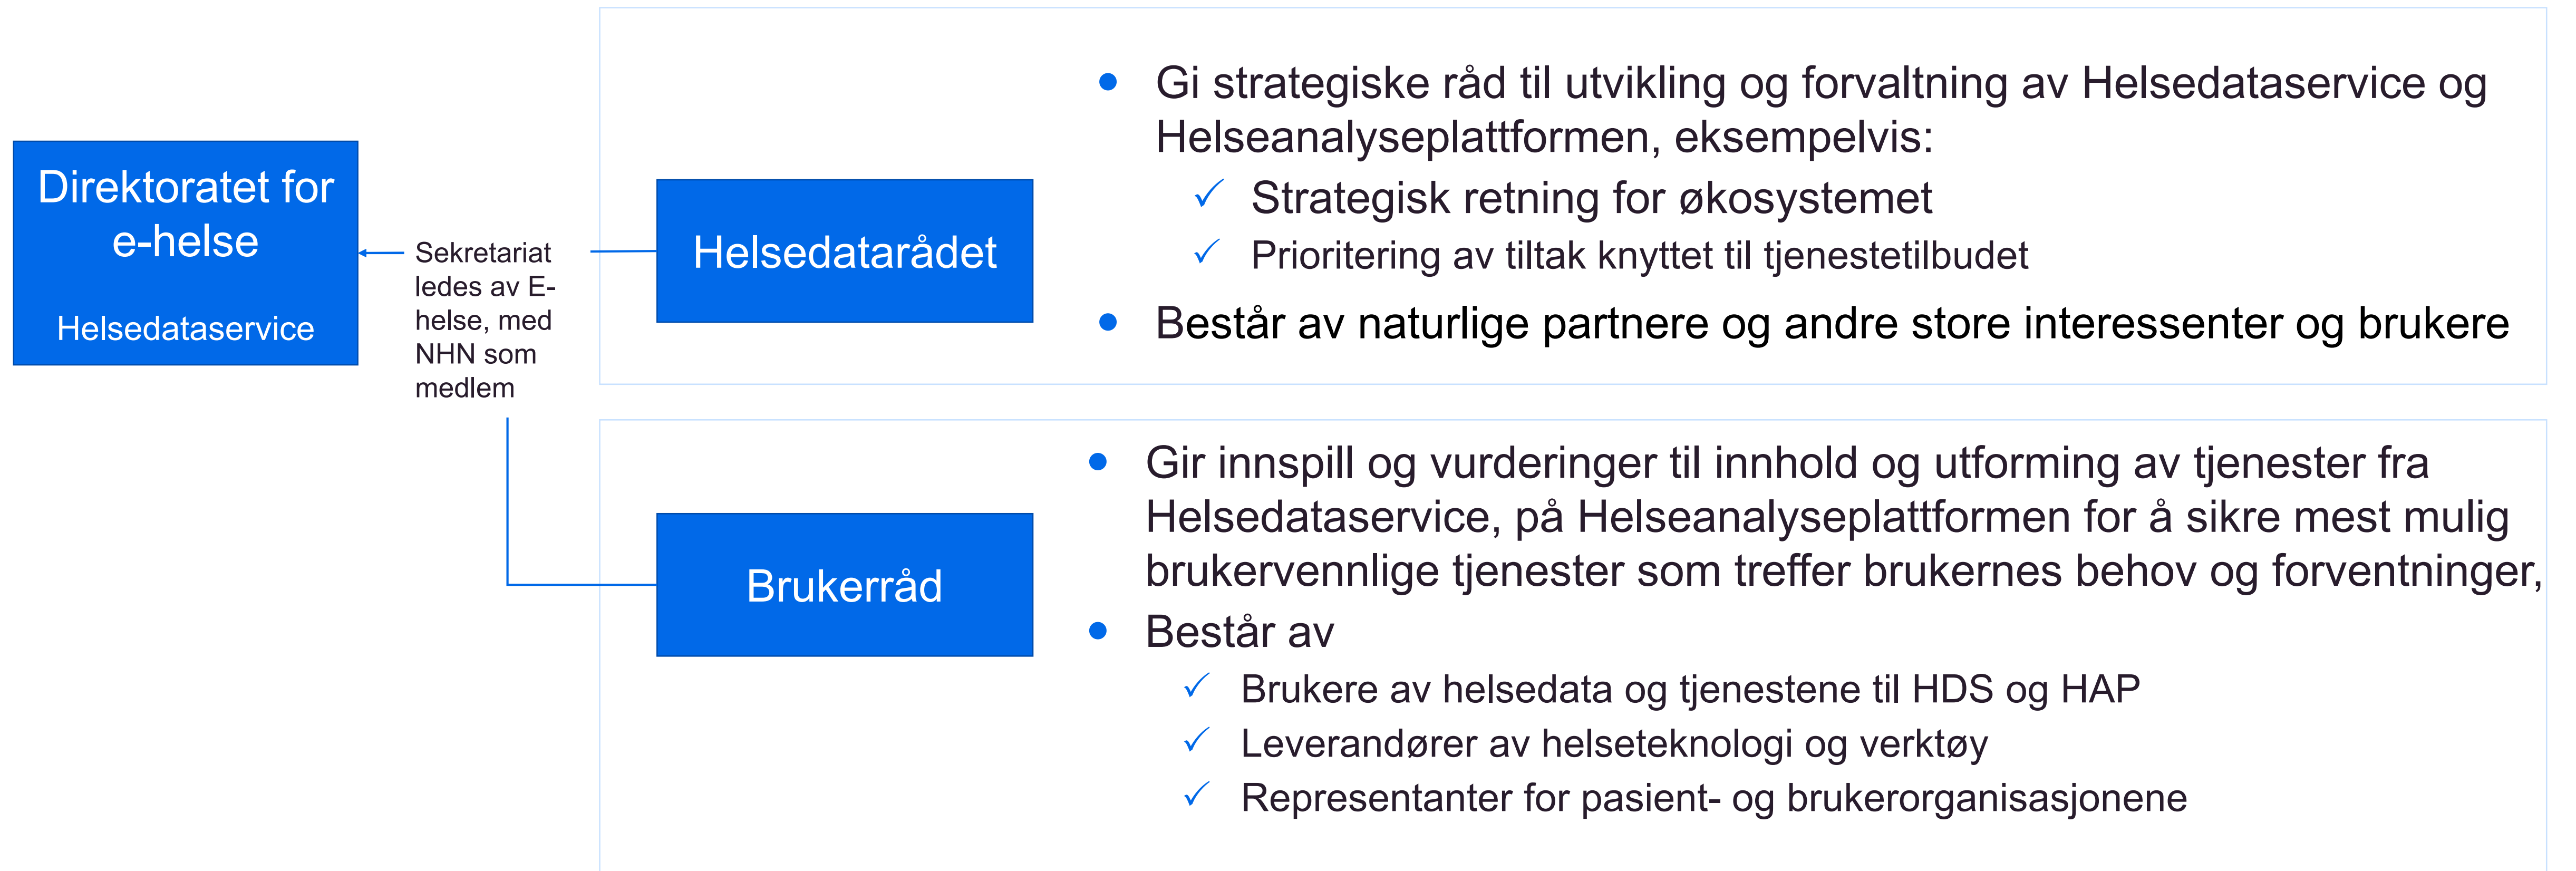 Direktoratet for
e-helse
Helsedataservice
Sekretariat
ledes av E-
helse, med
NHN som
medlem
Helsedatarådet
Gi strategiske råd til utvikling og forvaltning av Helsedataservice og
Helseanalyseplattformen, eksempelvis:
Strategisk retning for økosystemet
Prioritering av tiltak knyttet til tjenestetilbudet
Består av naturlige partnere og andre store interessenter og brukere
Brukerråd
Gir innspill og vurderinger til innhold og utforming av tjenester fra
Helsedataservice, på Helseanalyseplattformen for å sikre mest mulig
brukervennlige tjenester som treffer brukernes behov og forventninger,
Består av
Brukere av helsedata og tjenestene til HDS og HAP
Leverandører av helseteknologi og verktøy
Representanter for pasient- og brukerorganisasjonene